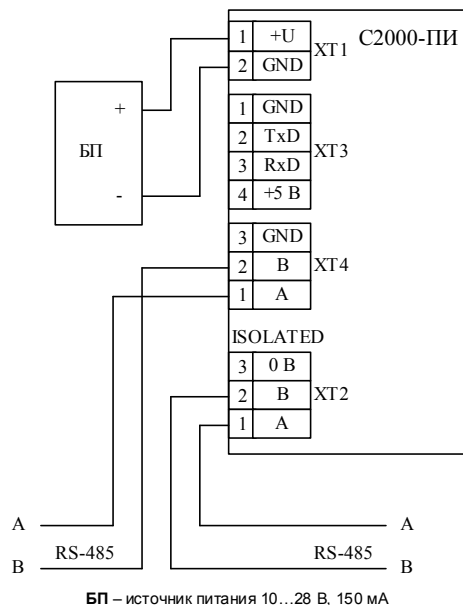 С2000-ПИ
1 +U
2 GND
XT1
+
БП
-
1 GND
2 TxD
3 RxD
4 +5 В
XT3
3 GND
2 B
1 A
XT4
ISOLATED
3 0 В
2 B
1 A
XT2
A
B
RS-485
RS-485
A
B
БП – источник питания 10...28 В, 150 мА